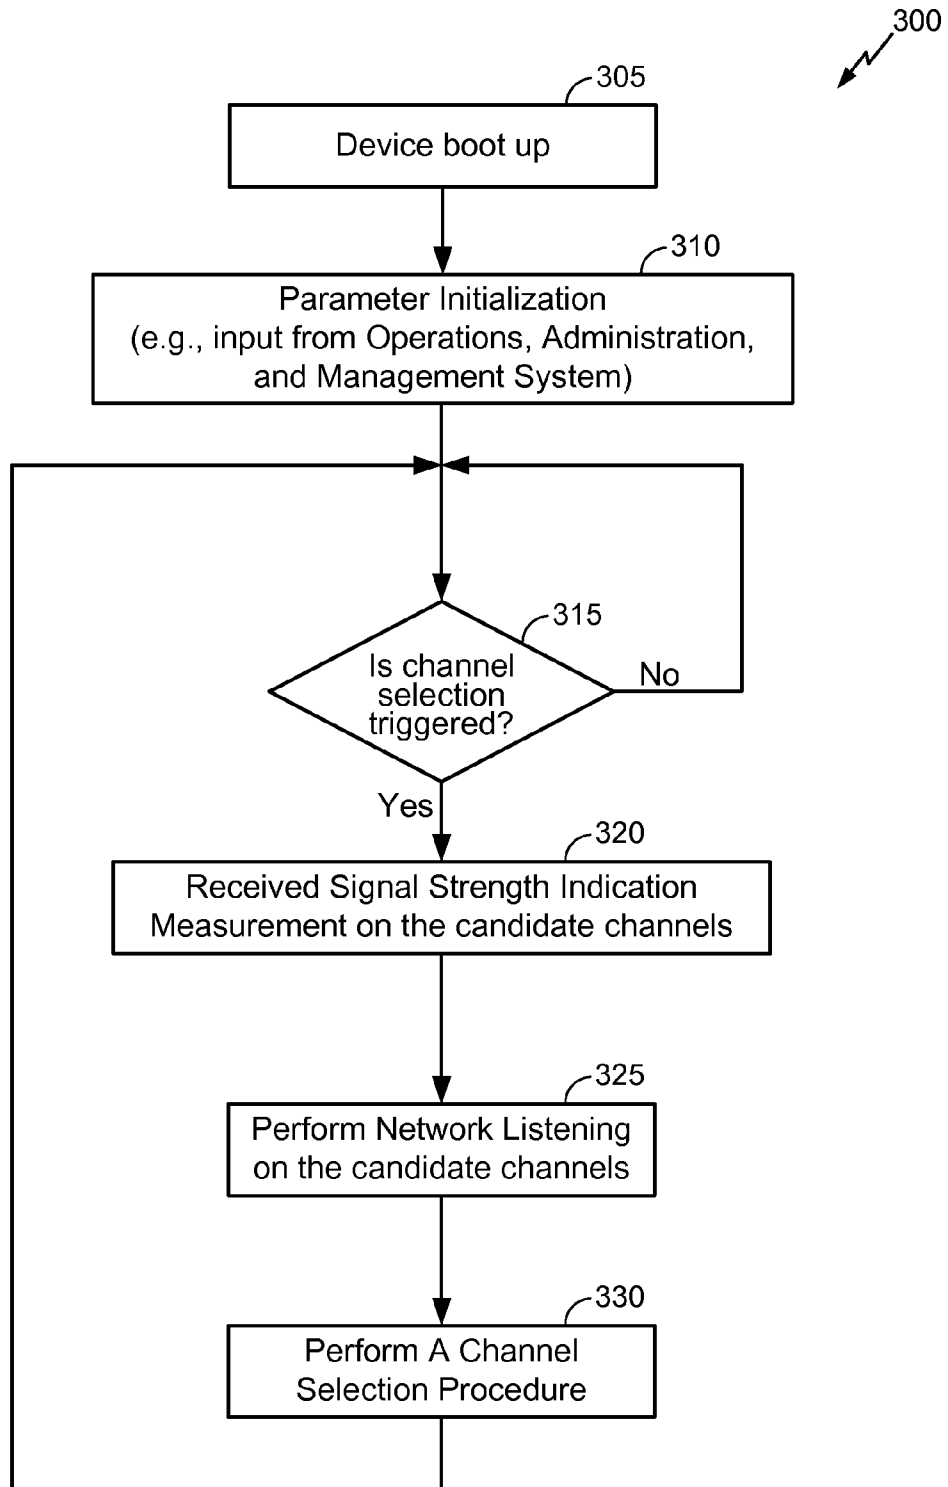 300
305
Device boot up
310
Parameter Initialization
(e.g., input from Operations, Administration,
and Management System)
315
Is channel
selection
triggered?
No
Yes
320
Received Signal Strength Indication
Measurement on the candidate channels
325
Perform Network Listening
on the candidate channels
330
Perform A Channel
Selection Procedure